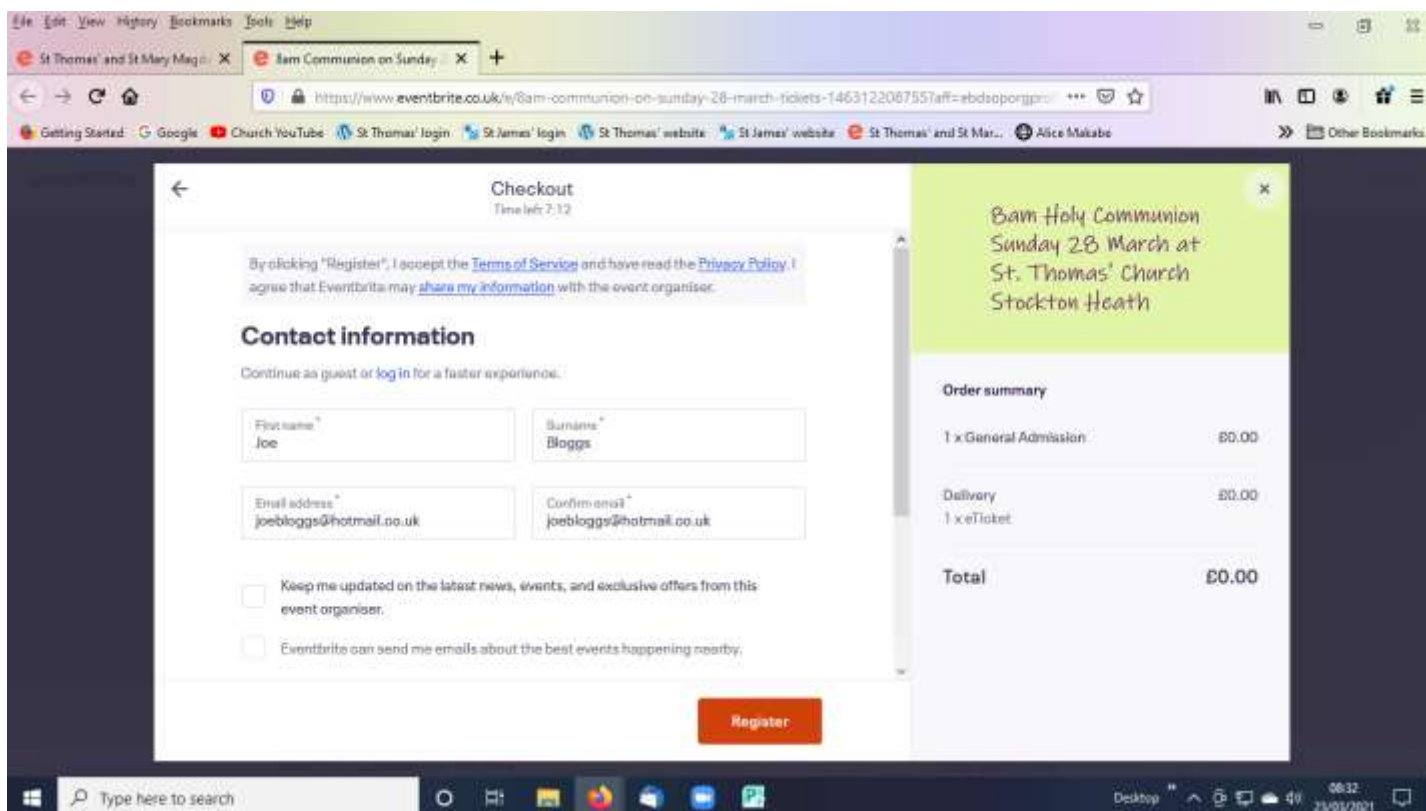 File Edit View History Bookmarks Tools Help
St Thomas' and St Mary Magd
8am Communion on Sunday
https://www.eventbrite.co.uk/e/8am-communion-on-sunday-28-march-tickets-146312208755?aff=ebdsoporgprof
Getting Started Google Church YouTube St Thomas' login St James' login St Thomas' website St James' website St Thomas' and St Mar... Alice Makabe Other Bookmarks
Checkout
Time left 7:12
By clicking "Register", I accept the Terms of Service and have read the Privacy Policy. I
agree that Eventbrite may share my information with the event organiser.
Contact information
Continue as guest or log in for a faster experience.
First name*
Joe
Surname*
Bloggs
Email address*
joebloggs@hotmail.co.uk
Confirm email*
joebloggs@hotmail.co.uk
Keep me updated on the latest news, events, and exclusive offers from this
event organiser.
Eventbrite can send me emails about the best events happening nearby.
Register
8am Holy Communion
Sunday 28 March at
St. Thomas' Church
Stockton Heath
Order summary
1 x General Admission £0.00
Delivery £0.00
1 x eTicket
Total £0.00
Type here to search
Desktop
08:32
23/03/2021